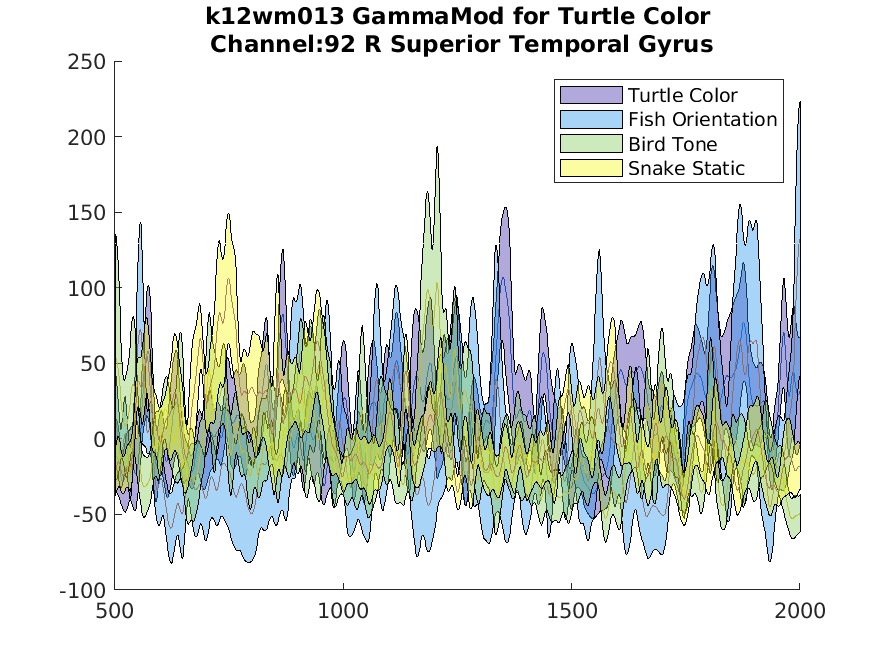 k12wm013 GammaMod for Turtle Color
Channel:92 R Superior Temporal Gyrus
250
200
150
100
50
0
-50
-100
500
1000
1500
2000
Turtle Color
Fish Orientation
Bird Tone
Snake Static